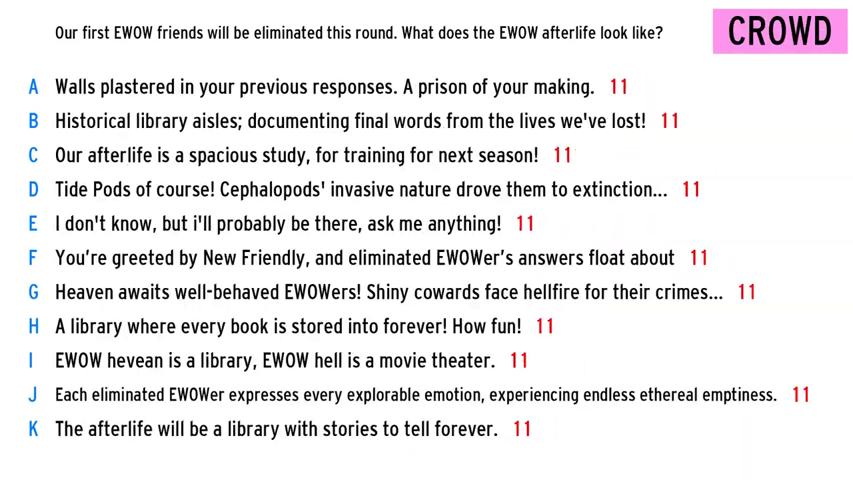 Our first EWOW friends will be eliminated this round. What does the EWOW afterlife look like?
CROWD
A Walls plastered in your previous responses. A prison of your making. 11
B Historical library aisles; documenting final words from the lives we've lost! 11
C Our afterlife is a spacious study, for training for next season! 11
D Tide Pods of course! Cephalopods' invasive nature drove them to extinction... 11
E I don't know, but i'll probably be there, ask me anything! 11
F You’re greeted by New Friendly, and eliminated EWOWer’s answers float about 11
G Heaven awaits well-behaved EWOWers! Shiny cowards face hellfire for their crimes... 11
H A library where every book is stored into forever! How fun! 11
I EWOW hevean is a library, EWOW hell is a movie theater. 11
J Each eliminated EWOWer expresses every explorable emotion, experiencing endless ethereal emptiness. 11
K The afterlife will be a library with stories to tell forever. 11